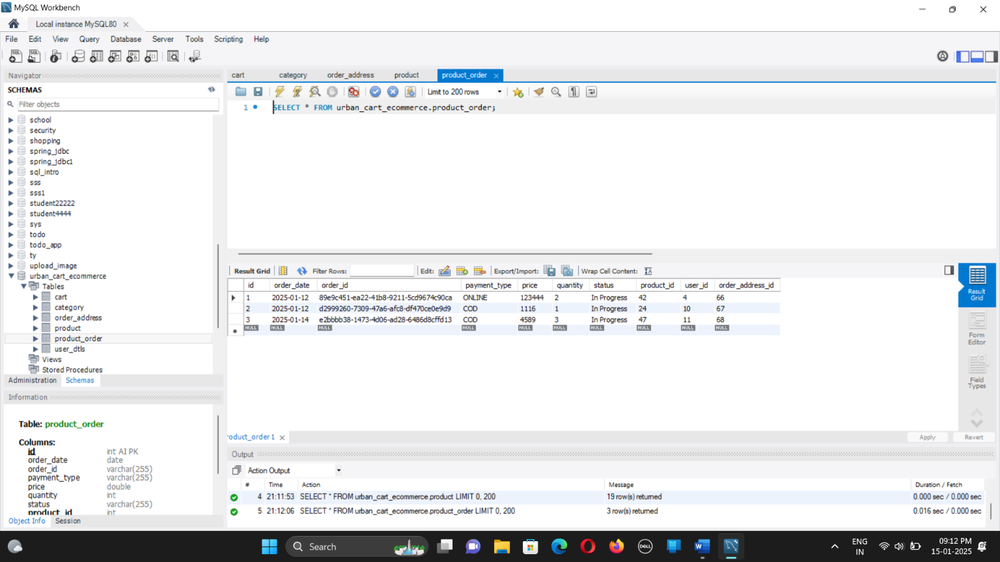 MySQL Workbench
Local instance MySQL80
File Edit View Query Database Server Tools Scripting Help
Navigator
SCHEMAS
Filter objects
school
security
shopping
spring_jdbc
spring_jdbc1
sql_intro
sss
sss1
student22222
student4444
sys
todo
todo_app
ty
upload_image
urban_cart_ecommerce
Tables
cart
category
order_address
product
product_order
user_dtls
Views
Stored Procedures
Administration Schemas
Information
Table: product_order
Columns:
id int AI PK
order_date date
order_id varchar(255)
payment_type varchar(255)
price double
quantity int
status varchar(255)
product_id int
Object Info Session
cart category order_address product product_order
Limit to 200 rows
1 SELECT * FROM urban_cart_ecommerce.product_order;
Result Grid Filter Rows: Edit: Export/Import: Wrap Cell Content:
id order_date order_id payment_type price quantity status product_id user_id order_address_id
1 2025-01-12 89e9c451-ea22-41b8-9211-5cd9674c90ca ONLINE 123444 2 In Progress 42 4 66
2 2025-01-12 d2999260-7309-47a6-afc8-df470ce0e9d9 COD 1116 1 In Progress 24 10 67
3 2025-01-14 e2bbbb38-1473-4d06-ad28-6486d8cffd13 COD 4589 3 In Progress 47 11 68
NULL NULL NULL NULL NULL NULL NULL NULL NULL NULL
Result
Grid
Form
Editor
Field
Types
roduct_order 1
Apply Revert
Output
Action Output
# Time Action Message Duration / Fetch
4 21:11:53 SELECT * FROM urban_cart_ecommerce.product LIMIT 0, 200 19 row(s) returned 0.000 sec / 0.000 sec
5 21:12:06 SELECT * FROM urban_cart_ecommerce.product_order LIMIT 0, 200 3 row(s) returned 0.016 sec / 0.000 sec
Search
DELL
ENG
IN
09:12 PM
15-01-2025